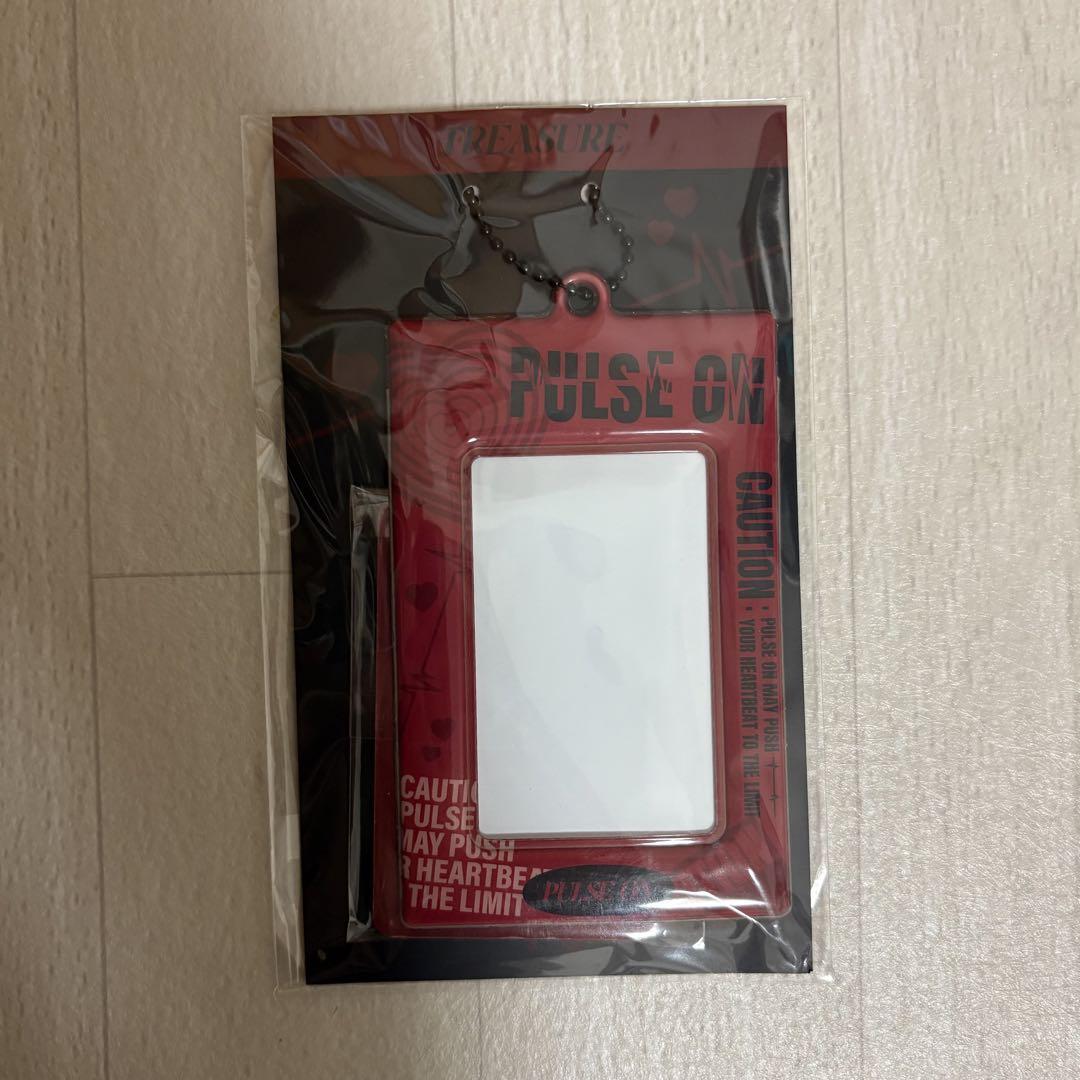 TREASURE
PULSE ON
CAUTION :
PULSE ON MAY PUSH
YOUR HEARTBEAT TO THE LIMIT
CAUTIO
PULSE
MAY PUSH
R HEARTBEA
THE LIMIT
PULSE ON